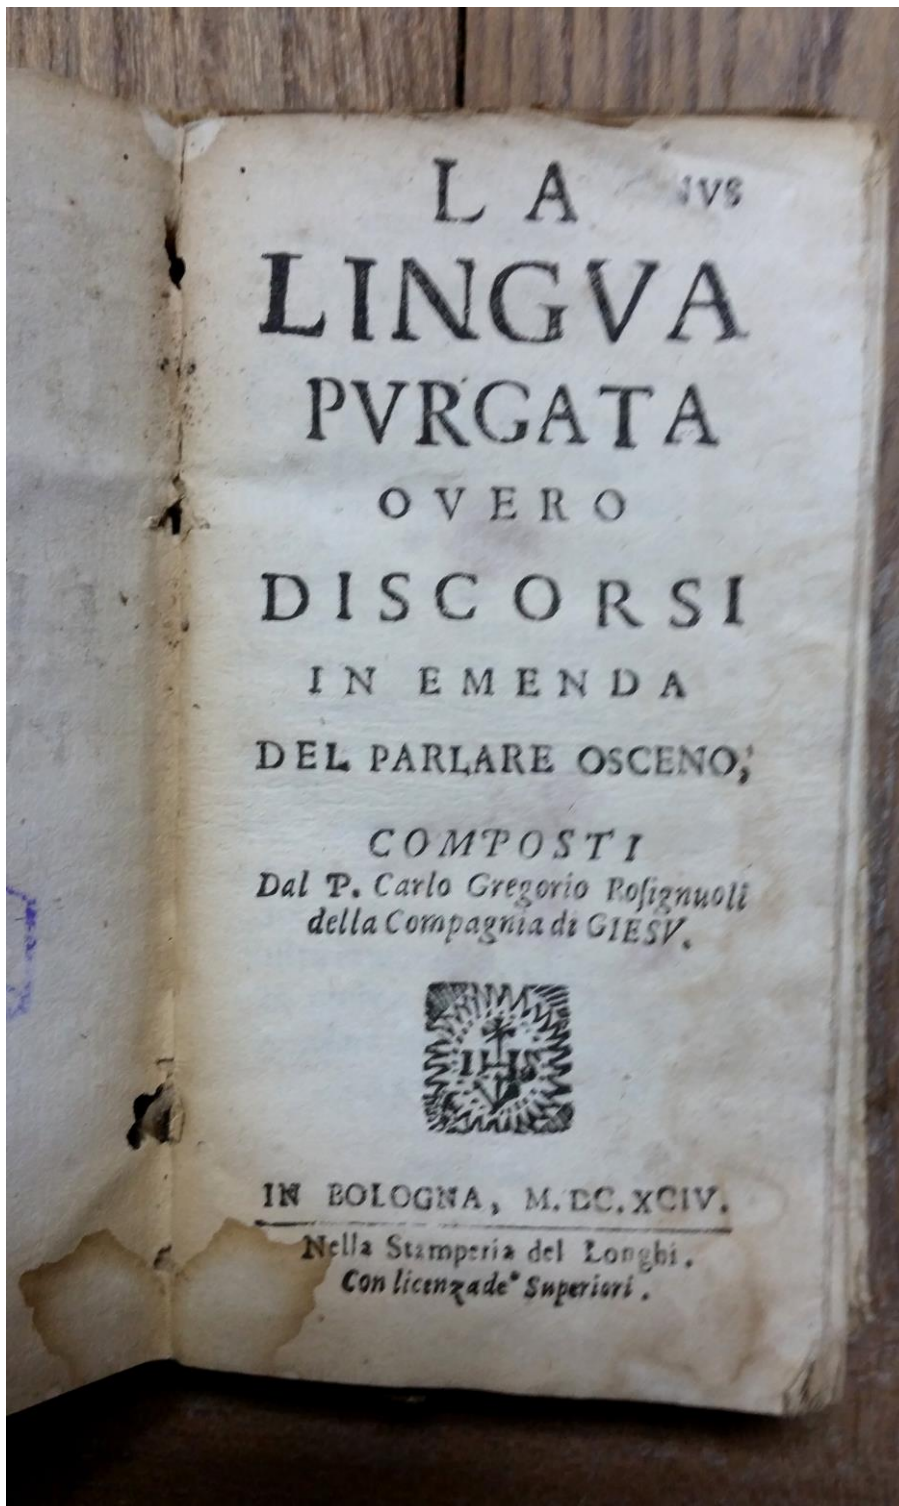 LA
LINGVA
PVRGATA
OVERO
DISCORSI
IN EMENDA
DEL PARLARE OSCENO,
COMPOSTI
Dal P. Carlo Gregorio Roſignuoli
della Compagnia di GIESV.
IHS
IN BOLOGNA, M.DC.XCIV.
Nella Stamperia del Longhi.
Con licenza de' Superiori.